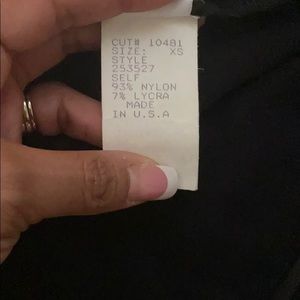 CUT# 10481
SIZE: XS
STYLE
253527
SELF
93% NYLON
7% LYCRA
MADE
IN U.S.A